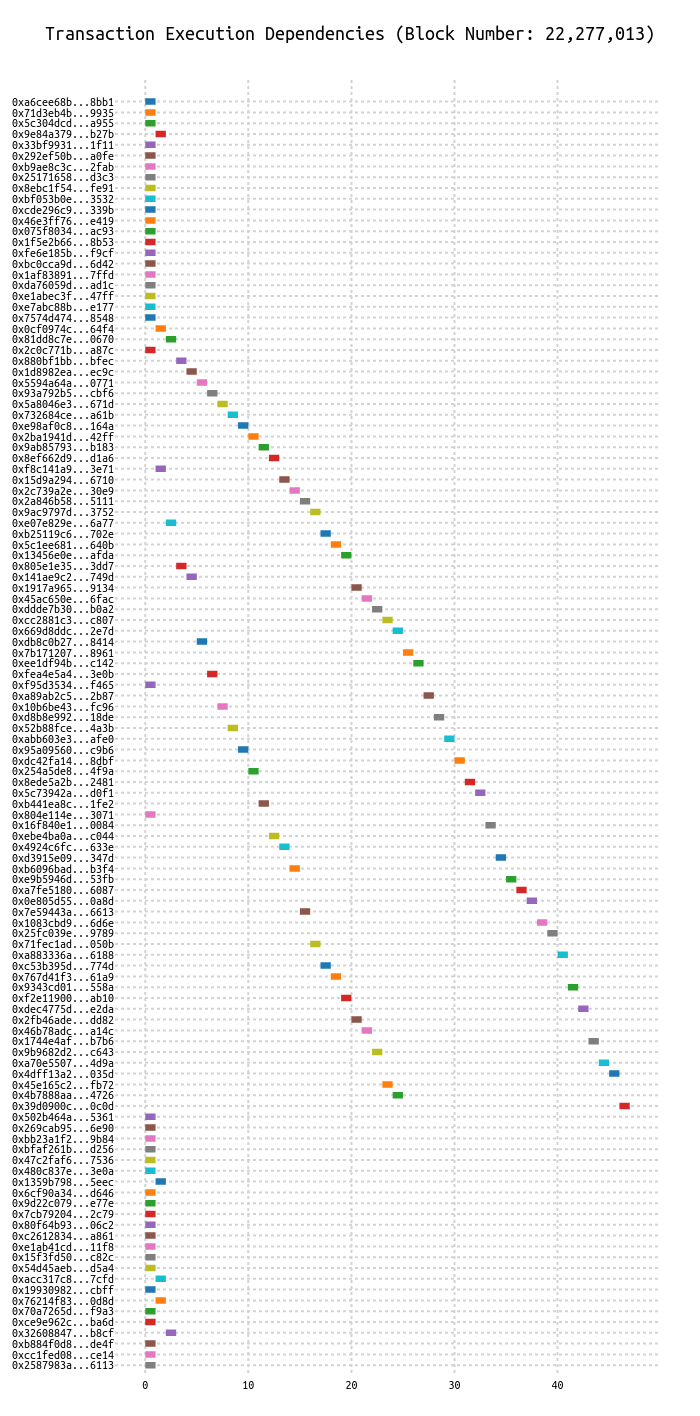 Transaction Execution Dependencies (Block Number: 22,277,013)
0xa6cee68b...8bb1
0x71d3eb4b...9935
0x5c304dcd...a955
0x9e84a379...b27b
0x33bf9931...1f11
0x292ef50b...a0fe
0xb9ae8c3c...2fab
0x25171658...d3c3
0x8ebc1f54...fe91
0xbf053b0e...3532
0xcde296c9...339b
0x46e3ff76...e419
0x075f8034...ac93
0x1f5e2b66...8b53
0xfe6e185b...f9cf
0xbc0cca9d...6d42
0x1af83891...7ffd
0xda76059d...ad1c
0xe1abec3f...47ff
0xe7abc88b...e177
0x7574d474...8548
0x0cf0974c...64f4
0x81dd8c7e...0670
0x2c0c771b...a87c
0x880bf1bb...bfec
0x1d8982ea...ec9c
0x5594a64a...0771
0x93a792b5...cbf6
0x5a8046e3...671d
0x732684ce...a61b
0xe98af0c8...164a
0x2ba1941d...42ff
0x9ab85793...b183
0x8ef662d9...d1a6
0xf8c141a9...3e71
0x15d9a294...6710
0x2c739a2e...30e9
0x2a846b58...5111
0x9ac9797d...3752
0xe07e829e...6a77
0xb25119c6...702e
0x5c1ee681...640b
0x13456e0e...afda
0x805e1e35...3dd7
0x141ae9c2...749d
0x1917a965...9134
0x45ac650e...6fac
0xddde7b30...b0a2
0xcc2881c3...c807
0x669d8ddc...2e7d
0xdb8c0b27...8414
0x7b171207...8961
0xee1df94b...c142
0xfea4e5a4...3e0b
0xf95d3534...f465
0xa89ab2c5...2b87
0x10b6be43...fc96
0xd8b8e992...18de
0x52b88fce...4a3b
0xabb603e3...afe0
0x95a09560...c9b6
0xdc42fa14...8dbf
0x254a5de8...4f9a
0x8ede5a2b...2481
0x5c73942a...d0f1
0xb441ea8c...1fe2
0x804e114e...3071
0x16f840e1...0084
0xebe4ba0a...c044
0x4924c6fc...633e
0xd3915e09...347d
0xb6096bad...b3f4
0xe9b5946d...53fb
0xa7fe5180...6087
0x0e805d55...0a8d
0x7e59443a...6613
0x1083cbd9...6d6e
0x25fc039e...9789
0x71fec1ad...050b
0xa883336a...6188
0xc53b395d...774d
0x767d41f3...61a9
0x9343cd01...558a
0xf2e11900...ab10
0xdec4775d...e2da
0x2fb46ade...dd82
0x46b78adc...a14c
0x1744e4af...b7b6
0x9b9682d2...c643
0xa70e5507...4d9a
0x4dff13a2...035d
0x45e165c2...fb72
0x4b7888aa...4726
0x39d0900c...0c0d
0x502b464a...5361
0x269cab95...6e90
0xbb23a1f2...9b84
0xbfaf261b...d256
0x47c2faf6...7536
0x480c837e...3e0a
0x1359b798...5eec
0x6cf90a34...d646
0x9d22c079...e77e
0x7cb79204...2c79
0x80f64b93...06c2
0xc2612834...a861
0xe1ab41cd...11f8
0x15f3fd50...c82c
0x54d45aeb...d5a4
0xacc317c8...7cfd
0x19930982...cbff
0x76214f83...0d8d
0x70a7265d...f9a3
0xce9e962c...ba6d
0x32608847...b8cf
0xb884f0d8...de4f
0xcc1fed08...ce14
0x2587983a...6113
0 10 20 30 40